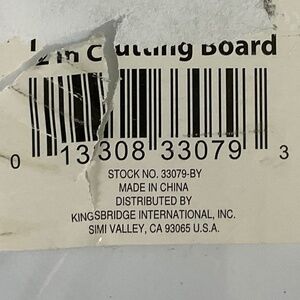 ½ in Cutting Board
0 13308 33079 3
STOCK NO. 33079-BY
MADE IN CHINA
DISTRIBUTED BY
KINGSBRIDGE INTERNATIONAL, INC.
SIMI VALLEY, CA 93065 U.S.A.